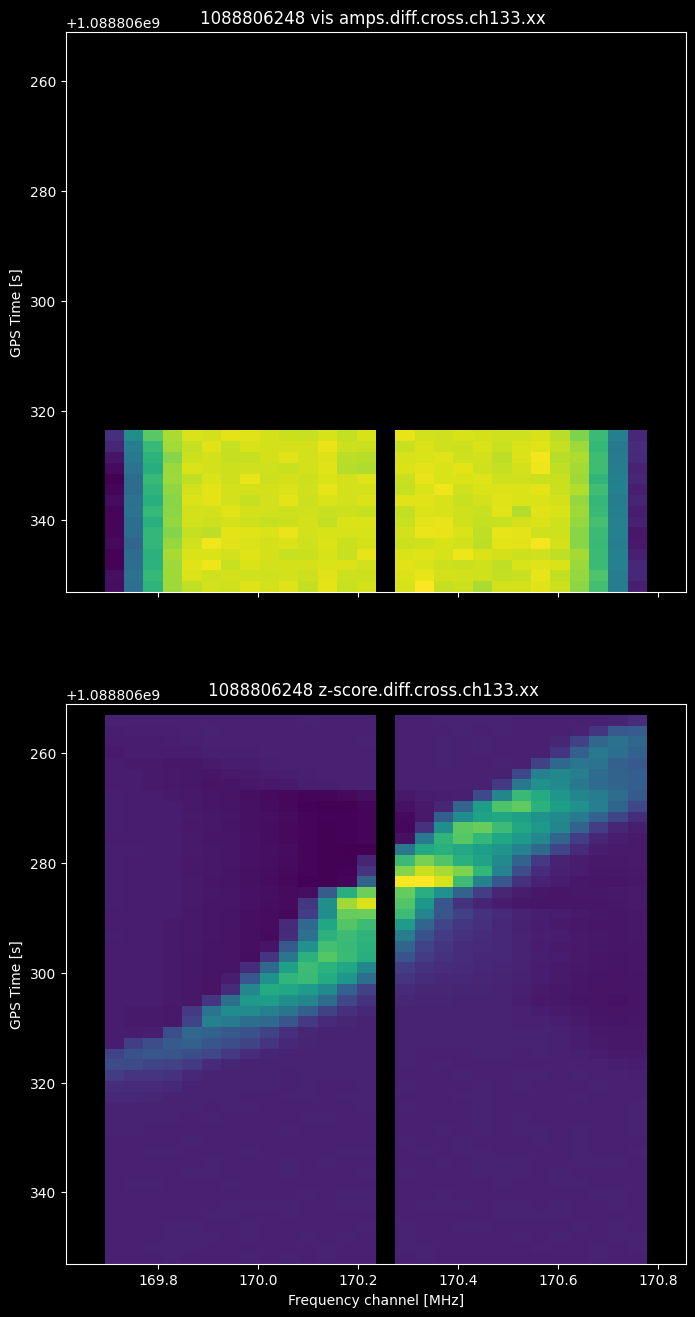 1088806248 vis amps.diff.cross.ch133.xx
+1.088806e9
260
280
300
320
340
GPS Time [s]
1088806248 z-score.diff.cross.ch133.xx
+1.088806e9
260
280
300
320
340
GPS Time [s]
169.8 170.0 170.2 170.4 170.6 170.8
Frequency channel [MHz]